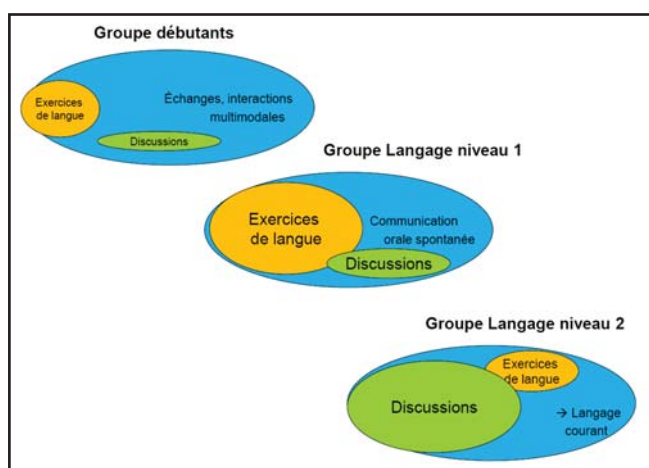 Groupe débutants
Exercices
de langue
Échanges, interactions
multimodales
Discussions
Groupe Langage niveau 1
Exercices
de langue
Communication
orale spontanée
Discussions
Groupe Langage niveau 2
Exercices
de langue
Discussions
→ Langage
courant